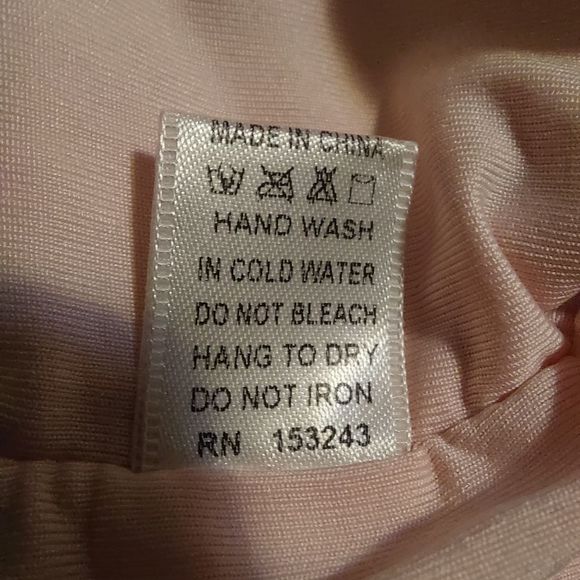 MADE IN CHINA
HAND WASH
IN COLD WATER
DO NOT BLEACH
HANG TO DRY
DO NOT IRON
RN 153243